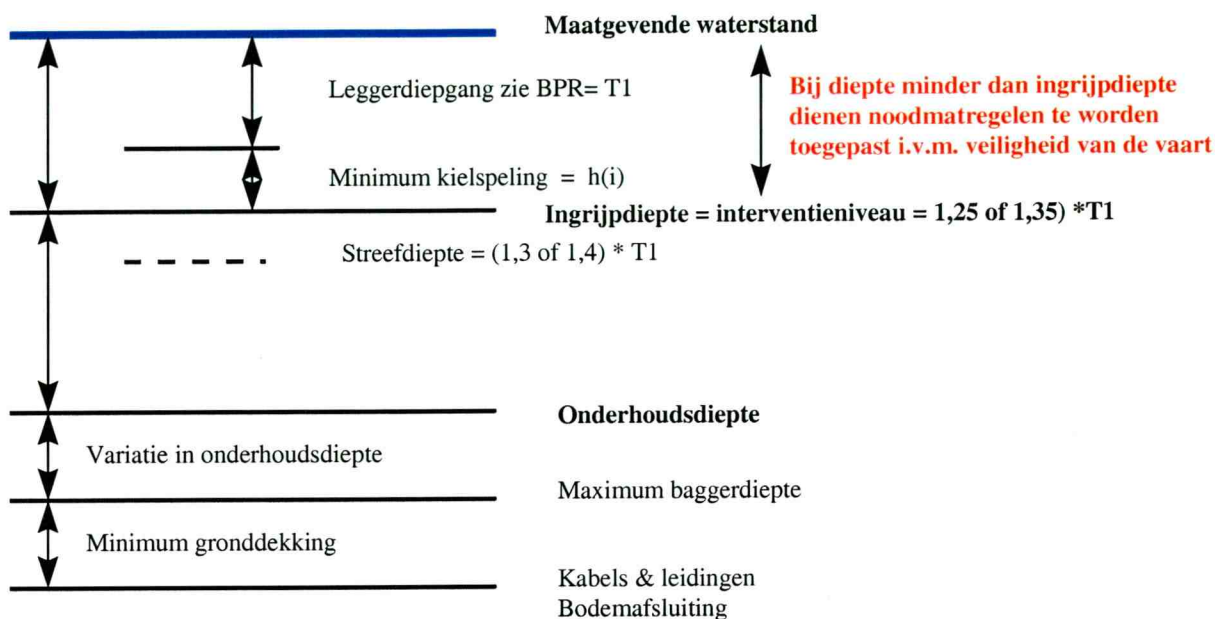 Maatgevende waterstand
Leggerdiepgang zie BPR= T1
Bij diepte minder dan ingrijpdiepte
dienen noodmatregelen te worden
toegepast i.v.m. veiligheid van de vaart
Minimum kielspeling = h(i)
Ingrijpdiepte = interventieniveau = 1,25 of 1,35) *T1
Streefdiepte = (1,3 of 1,4) * T1
Onderhoudsdiepte
Variatie in onderhoudsdiepte
Maximum baggerdiepte
Minimum gronddekking
Kabels & leidingen
Bodemafsluiting